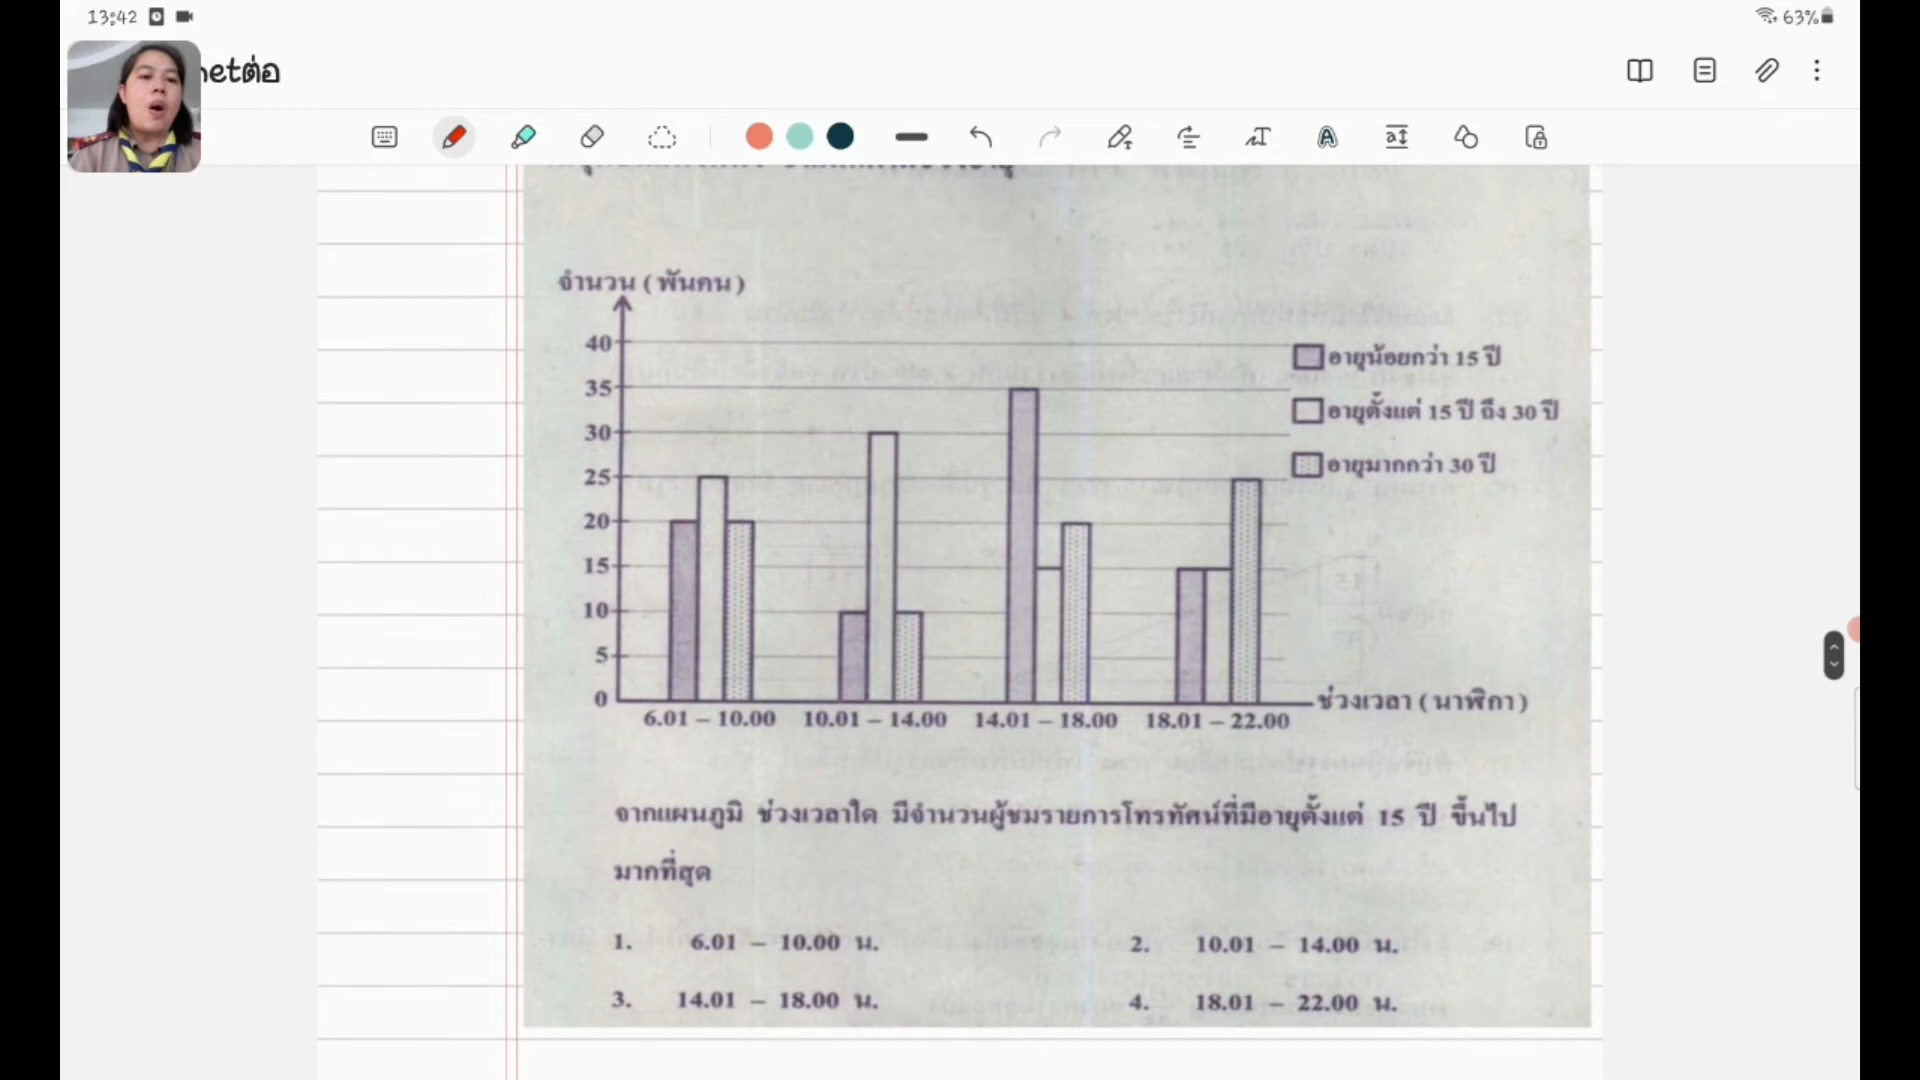 13:42
63%
netต่อ
จำนวน ( พันคน )
40
35
30
25
20
15
10
5
0
อายุน้อยกว่า 15 ปี
อายุตั้งแต่ 15 ปี ถึง 30 ปี
อายุมากกว่า 30 ปี
6.01 – 10.00 10.01 – 14.00 14.01 – 18.00 18.01 – 22.00
ช่วงเวลา ( นาฬิกา )
จากแผนภูมิ ช่วงเวลาใด มีจำนวนผู้ชมรายการโทรทัศน์ที่มีอายุตั้งแต่ 15 ปี ขึ้นไป
มากที่สุด
1. 6.01 – 10.00 น. 2. 10.01 – 14.00 น.
3. 14.01 – 18.00 น. 4. 18.01 – 22.00 น.